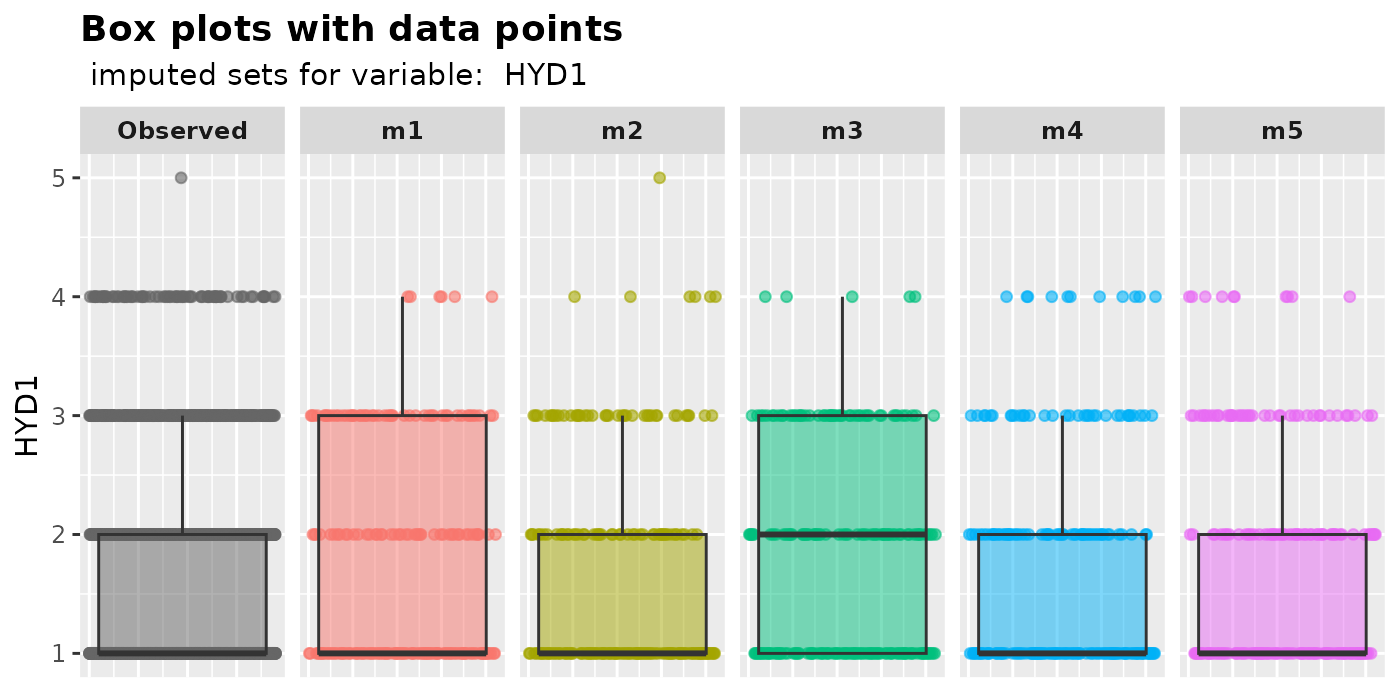 Box plots with data points
imputed sets for variable:  HYD1
Observed m1 m2 m3 m4 m5
5
4
3
2
1
HYD1